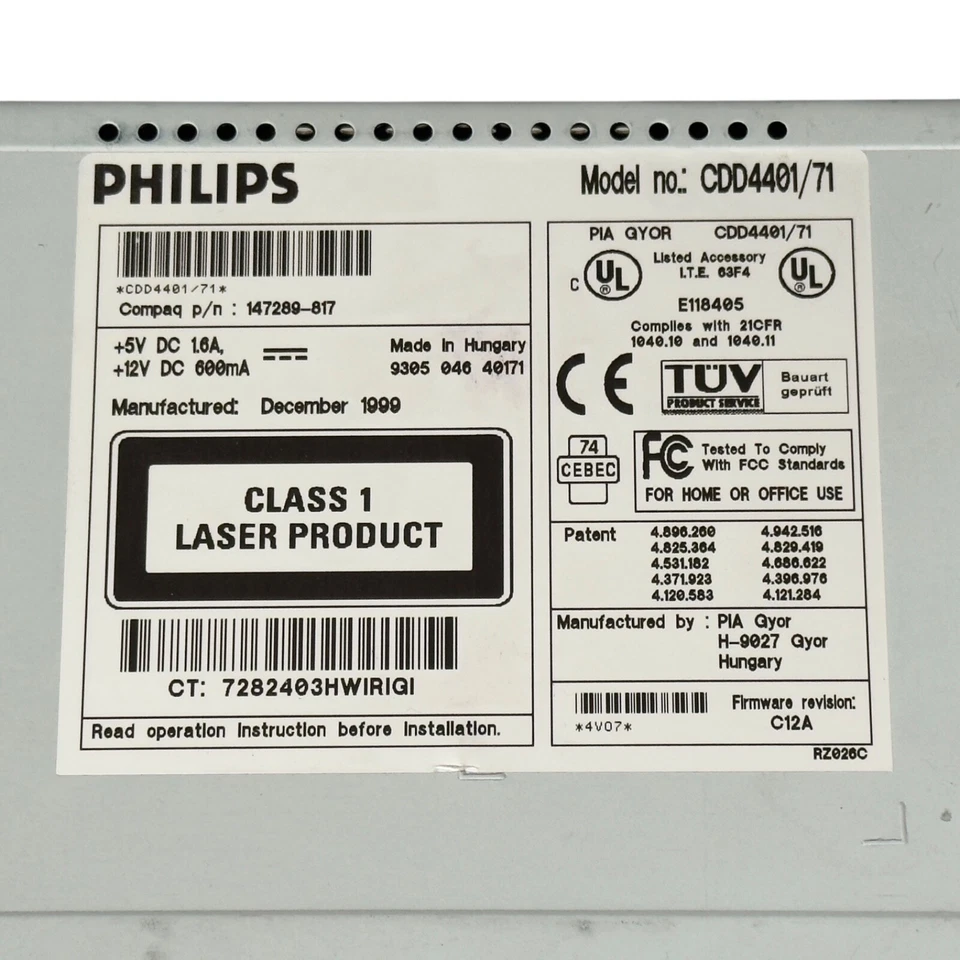 PHILIPS
Model no.: CDD4401/71
*CDD4401/71*
Compaq p/n : 147289-817
+5V DC 1.6A,
+12V DC 600mA
Made in Hungary
9305 046 40171
Manufactured: December 1999
CLASS 1
LASER PRODUCT
CT: 7282403HWIRIGI
Read operation instruction before installation.
PIA GYOR CDD4401/71
C UL Listed Accessory UL
I.T.E. 63F4
E118405
Complies with 21CFR
1040.10 and 1040.11
CE TÜV Bauart
PRODUCT SERVICE geprüft
74
CEBEC
FC Tested To Comply
With FCC Standards
FOR HOME OR OFFICE USE
Patent 4.896.260 4.942.516
4.825.364 4.829.419
4.531.182 4.686.622
4.371.923 4.396.976
4.120.583 4.121.284
Manufactured by : PIA Gyor
H-9027 Gyor
Hungary
*4V07*
Firmware revision:
C12A
RZ026C